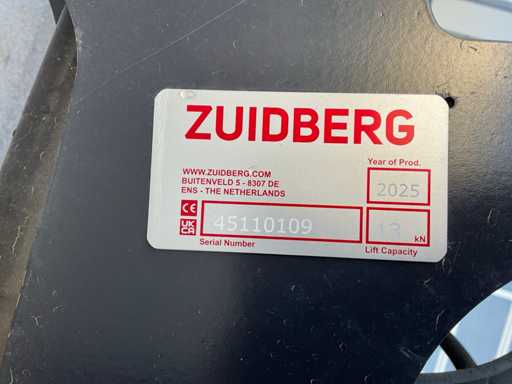 ZUIDBERG
WWW.ZUIDBERG.COM
BUITENVELD 5 - 8307 DE
ENS - THE NETHERLANDS
Year of Prod.
2025
CE
UK
CA
45110109
13 kN
Serial Number
Lift Capacity